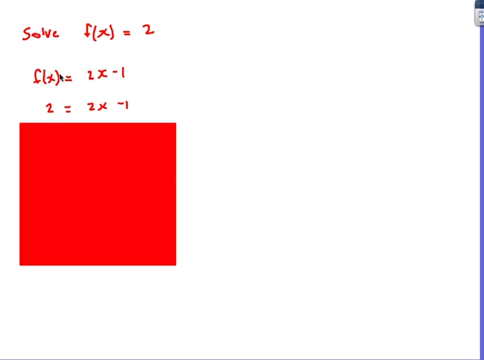 Solve f(x) = 2
f(x) = 2x - 1
2 = 2x - 1